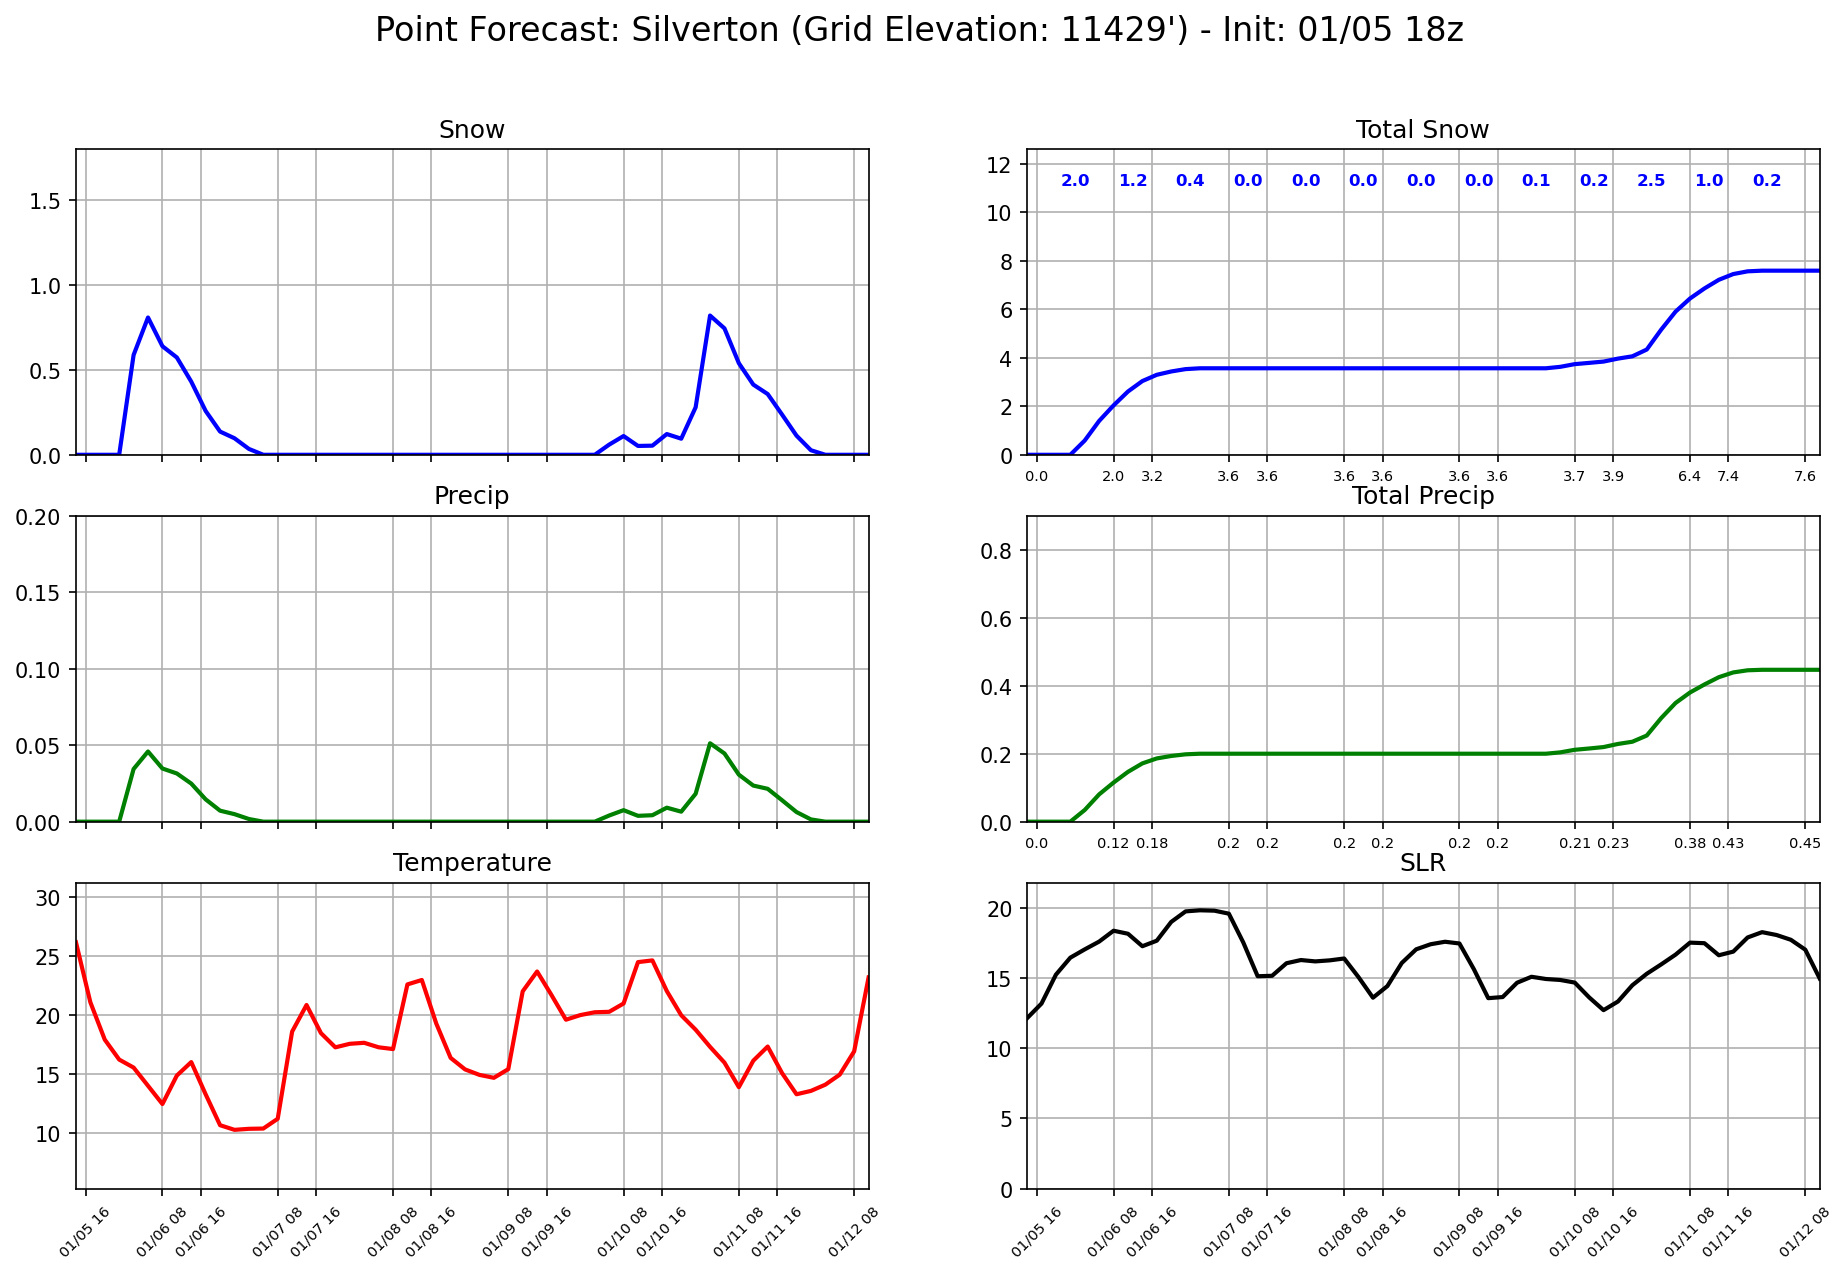 Point Forecast: Silverton (Grid Elevation: 11429') - Init: 01/05 18z
Snow
1.5
1.0
0.5
0.0
Total Snow
12
10
8
6
4
2
0
2.0 1.2 0.4 0.0 0.0 0.0 0.0 0.0 0.1 0.2 2.5 1.0 0.2
0.0 2.0 3.2 3.6 3.6 3.6 3.6 3.6 3.6 3.7 3.9 6.4 7.4 7.6
Precip
0.20
0.15
0.10
0.05
0.00
Total Precip
0.8
0.6
0.4
0.2
0.0
0.0 0.12 0.18 0.2 0.2 0.2 0.2 0.2 0.2 0.21 0.23 0.38 0.43 0.45
Temperature
30
25
20
15
10
01/05 16 01/06 08 01/06 16 01/07 08 01/07 16 01/08 08 01/08 16 01/09 08 01/09 16 01/10 08 01/10 16 01/11 08 01/11 16 01/12 08
SLR
20
15
10
5
0
01/05 16 01/06 08 01/06 16 01/07 08 01/07 16 01/08 08 01/08 16 01/09 08 01/09 16 01/10 08 01/10 16 01/11 08 01/11 16 01/12 08